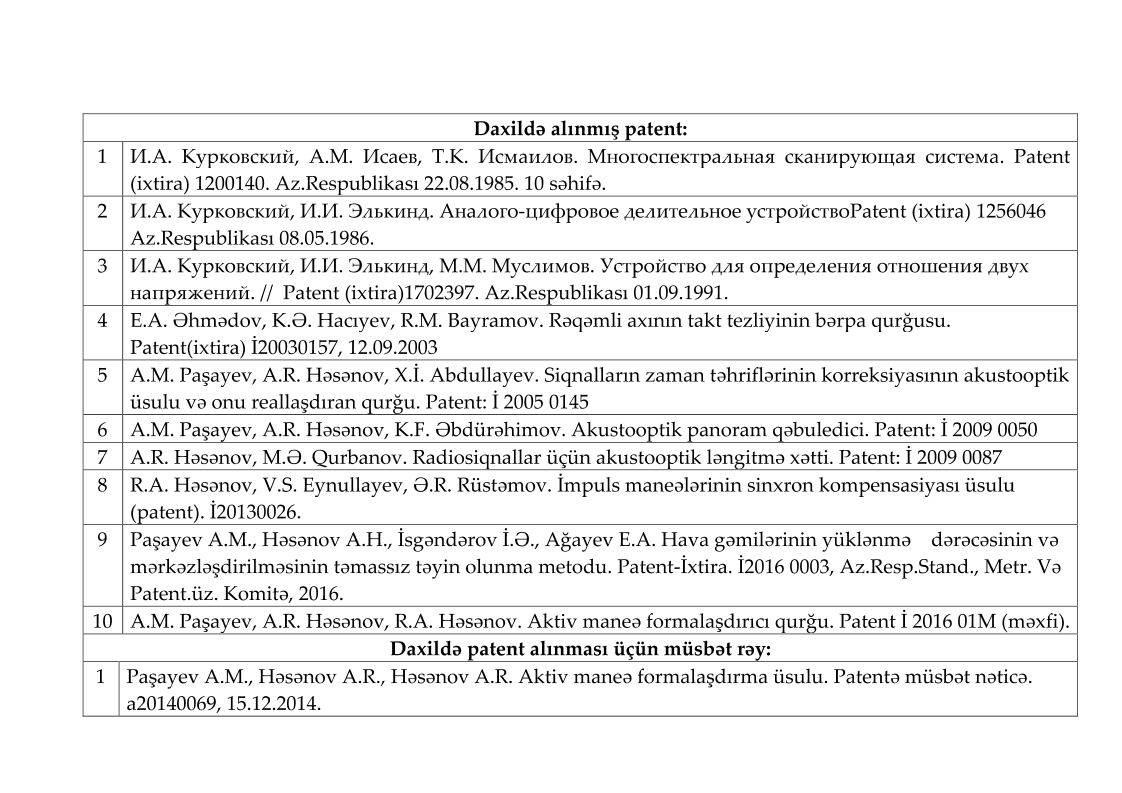 Daxildə alınmış patent:
1 И.А. Курковский, А.М. Исаев, Т.К. Исмаилов. Многоспектральная сканирующая система. Patent
(ixtira) 1200140. Az.Respublikası 22.08.1985. 10 səhifə.
2 И.А. Курковский, И.И. Элькинд. Аналого-цифровое делительное устройствоPatent (ixtira) 1256046
Az.Respublikası 08.05.1986.
3 И.А. Курковский, И.И. Элькинд, М.М. Муслимов. Устройство для определения отношения двух
напряжений. // Patent (ixtira)1702397. Az.Respublikası 01.09.1991.
4 E.A. Əhmədov, K.Ə. Hacıyev, R.M. Bayramov. Rəqəmli axının takt tezliyinin bərpa qurğusu.
Patent(ixtira) İ20030157, 12.09.2003
5 A.M. Paşayev, A.R. Həsənov, X.İ. Abdullayev. Siqnalların zaman təhriflərinin korreksiyasının akustooptik
üsulu və onu reallaşdıran qurğu. Patent: İ 2005 0145
6 A.M. Paşayev, A.R. Həsənov, K.F. Əbdürəhimov. Akustooptik panoram qəbuledici. Patent: İ 2009 0050
7 A.R. Həsənov, M.Ə. Qurbanov. Radiosiqnallar üçün akustooptik ləngitmə xətti. Patent: İ 2009 0087
8 R.A. Həsənov, V.S. Eynullayev, Ə.R. Rüstəmov. İmpuls maneələrinin sinxron kompensasiyası üsulu
(patent). İ20130026.
9 Paşayev A.M., Həsənov A.H., İsgəndərov İ.Ə., Ağayev E.A. Hava gəmilərinin yüklənmə dərəcəsinin və
mərkəzləşdirilməsinin təmassız təyin olunma metodu. Patent-İxtira. İ2016 0003, Az.Resp.Stand., Metr. Və
Patent.üz. Komitə, 2016.
10 A.M. Paşayev, A.R. Həsənov, R.A. Həsənov. Aktiv maneə formalaşdırıcı qurğu. Patent İ 2016 01M (məxfi).
Daxildə patent alınması üçün müsbət rəy:
1 Paşayev A.M., Həsənov A.R., Həsənov A.R. Aktiv maneə formalaşdırma üsulu. Patentə müsbət nəticə.
a20140069, 15.12.2014.